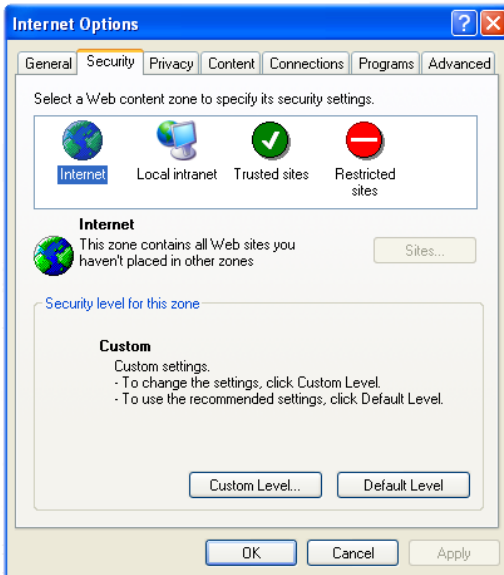 Internet Options
General Security Privacy Content Connections Programs Advanced
Select a Web content zone to specify its security settings.
Internet Local intranet Trusted sites Restricted
sites
Internet
This zone contains all Web sites you
haven't placed in other zones
Sites...
Security level for this zone
Custom
Custom settings.
- To change the settings, click Custom Level.
- To use the recommended settings, click Default Level.
Custom Level... Default Level
OK Cancel Apply